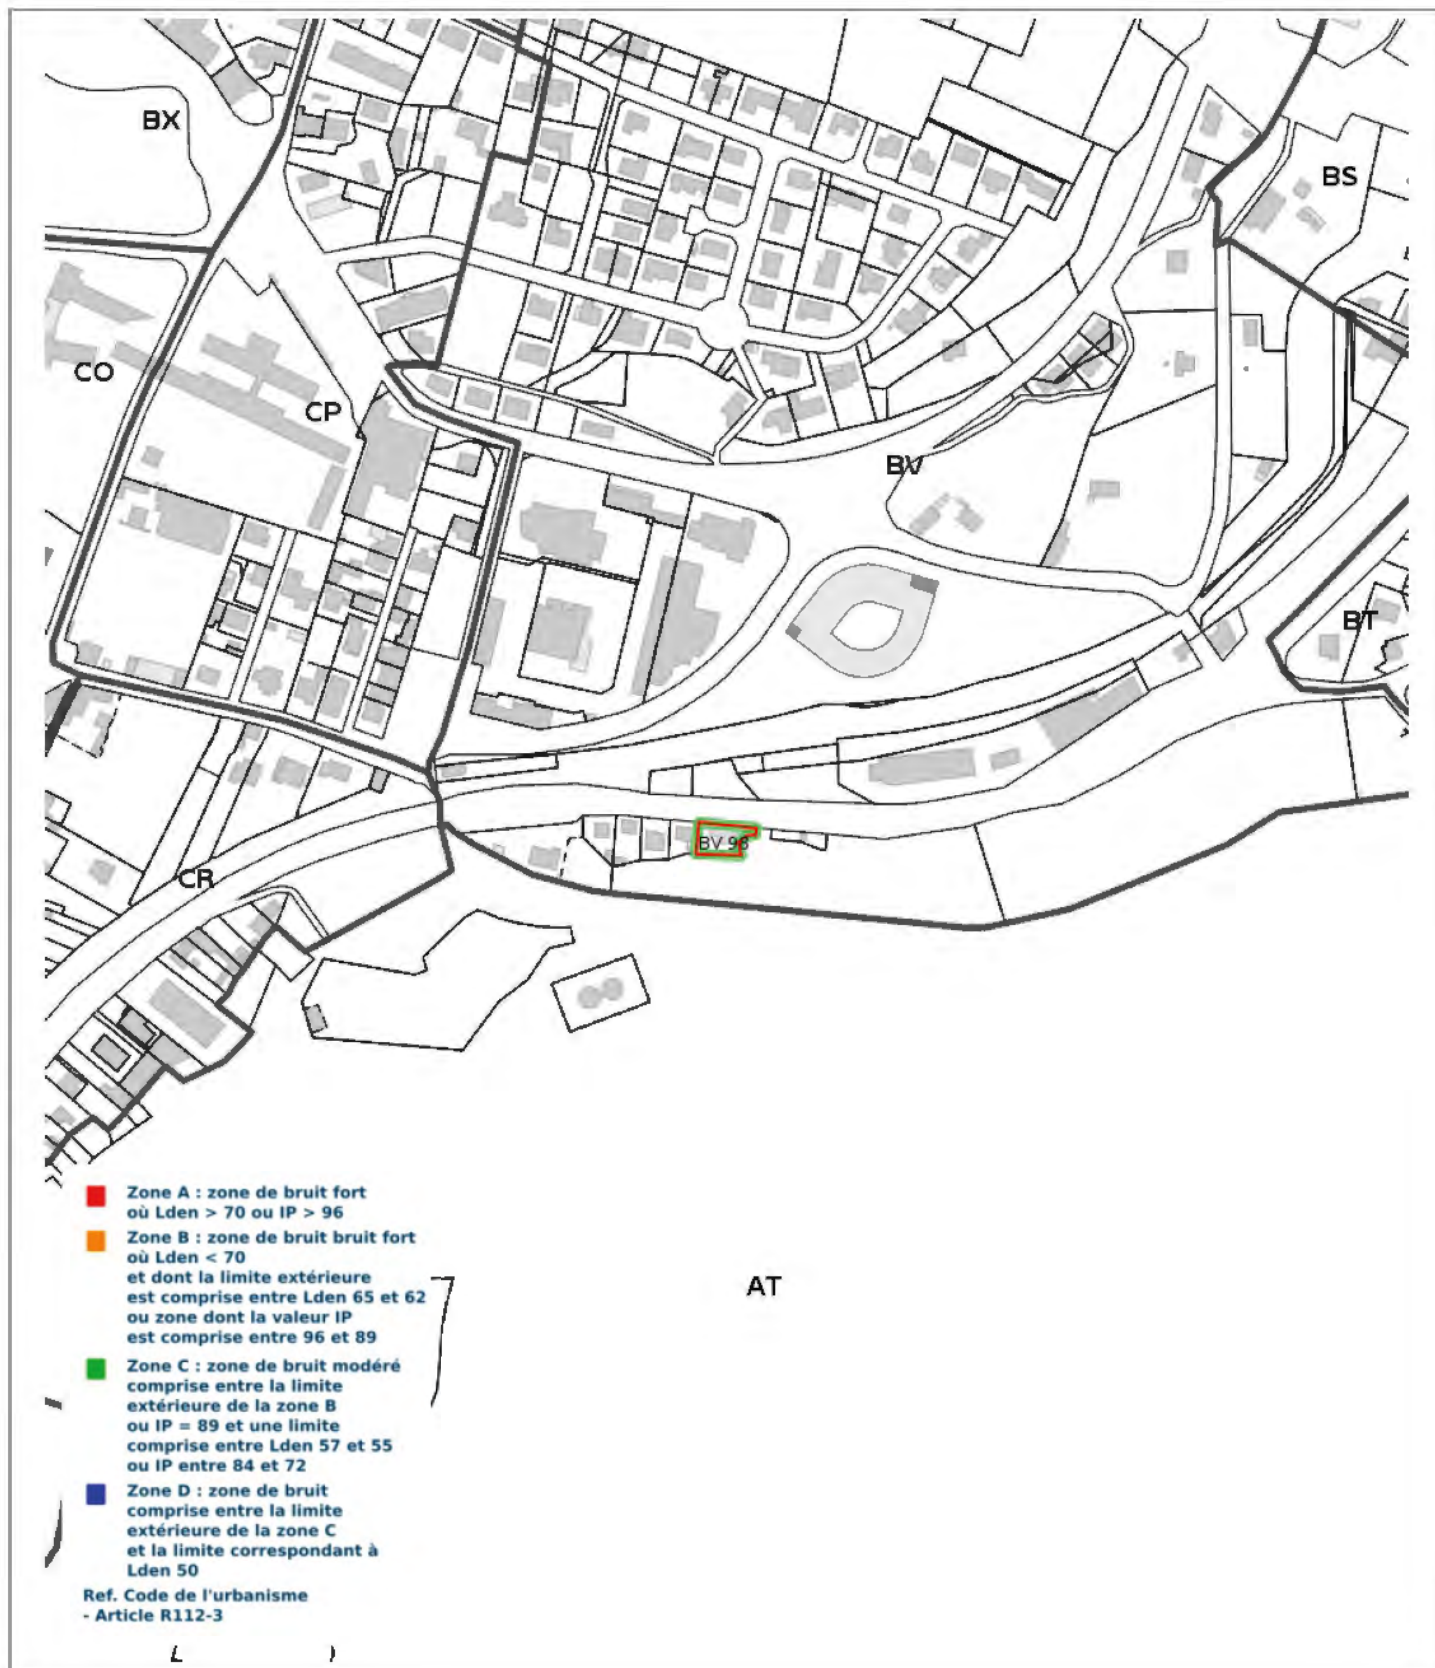 BX
BS
CO
CP
BV
BT
BV 98
CR
Zone A : zone de bruit fort
où Lden > 70 ou IP > 96
Zone B : zone de bruit bruit fort
où Lden < 70
et dont la limite extérieure
est comprise entre Lden 65 et 62
ou zone dont la valeur IP
est comprise entre 96 et 89
AT
Zone C : zone de bruit modéré
comprise entre la limite
extérieure de la zone B
ou IP = 89 et une limite
comprise entre Lden 57 et 55
ou IP entre 84 et 72
Zone D : zone de bruit
comprise entre la limite
extérieure de la zone C
et la limite correspondant à
Lden 50
Ref. Code de l'urbanisme
- Article R112-3